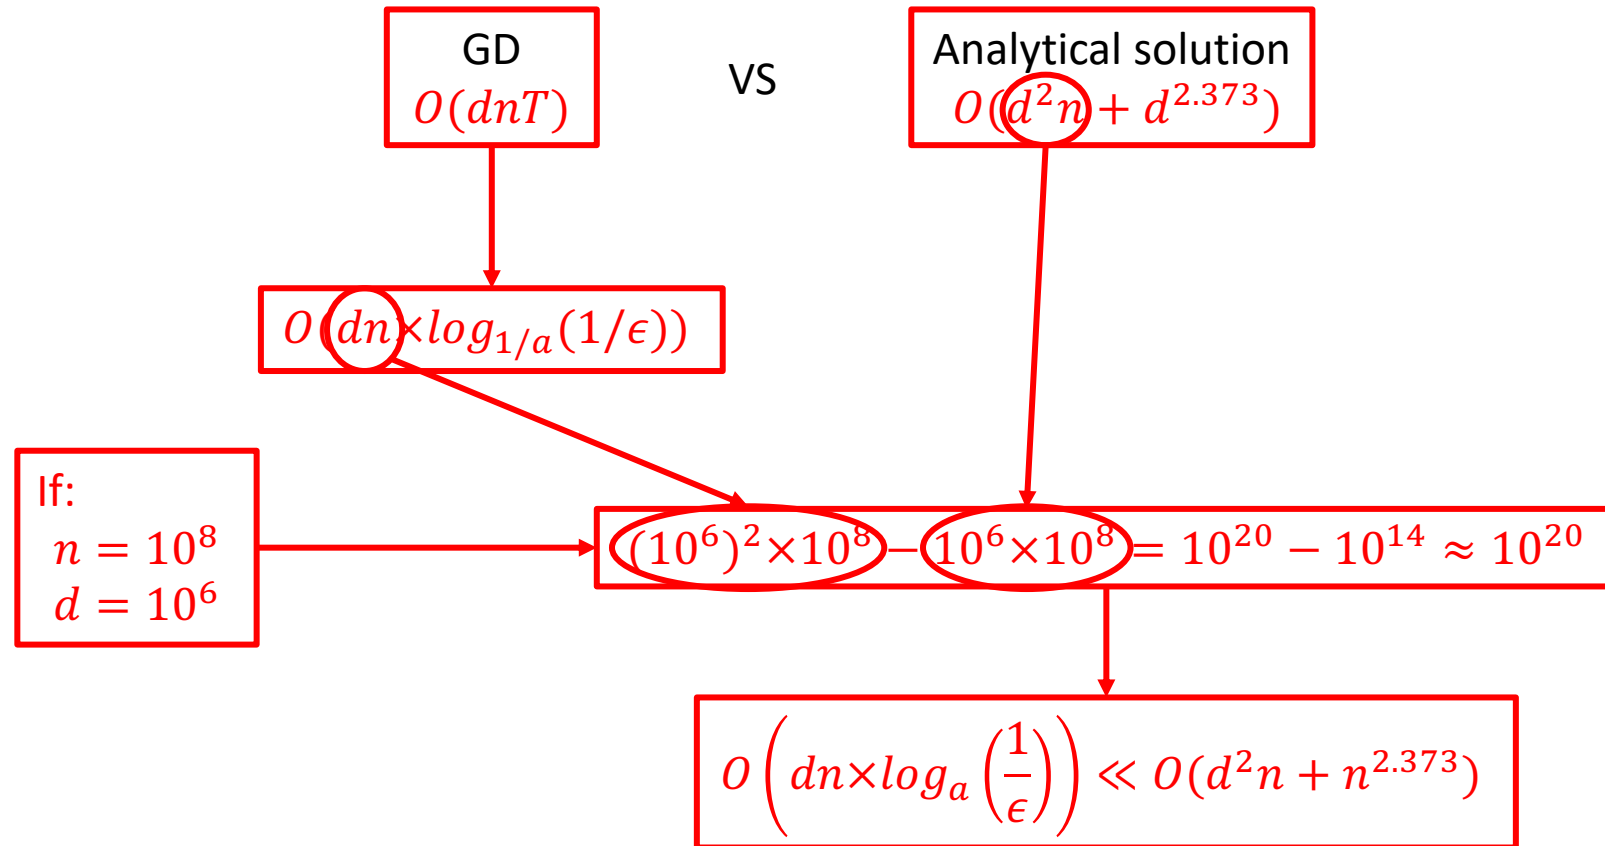 GD
O(dnT)
VS
Analytical solution
O(d²n + d^2.373)
O(dn×log_{1/a}(1/ϵ))
If:
n = 10⁸
d = 10⁶
(10⁶)²×10⁸ − 10⁶×10⁸ = 10²⁰ − 10¹⁴ ≈ 10²⁰
O(dn×log_a(1/ϵ)) ≪ O(d²n + n^2.373)